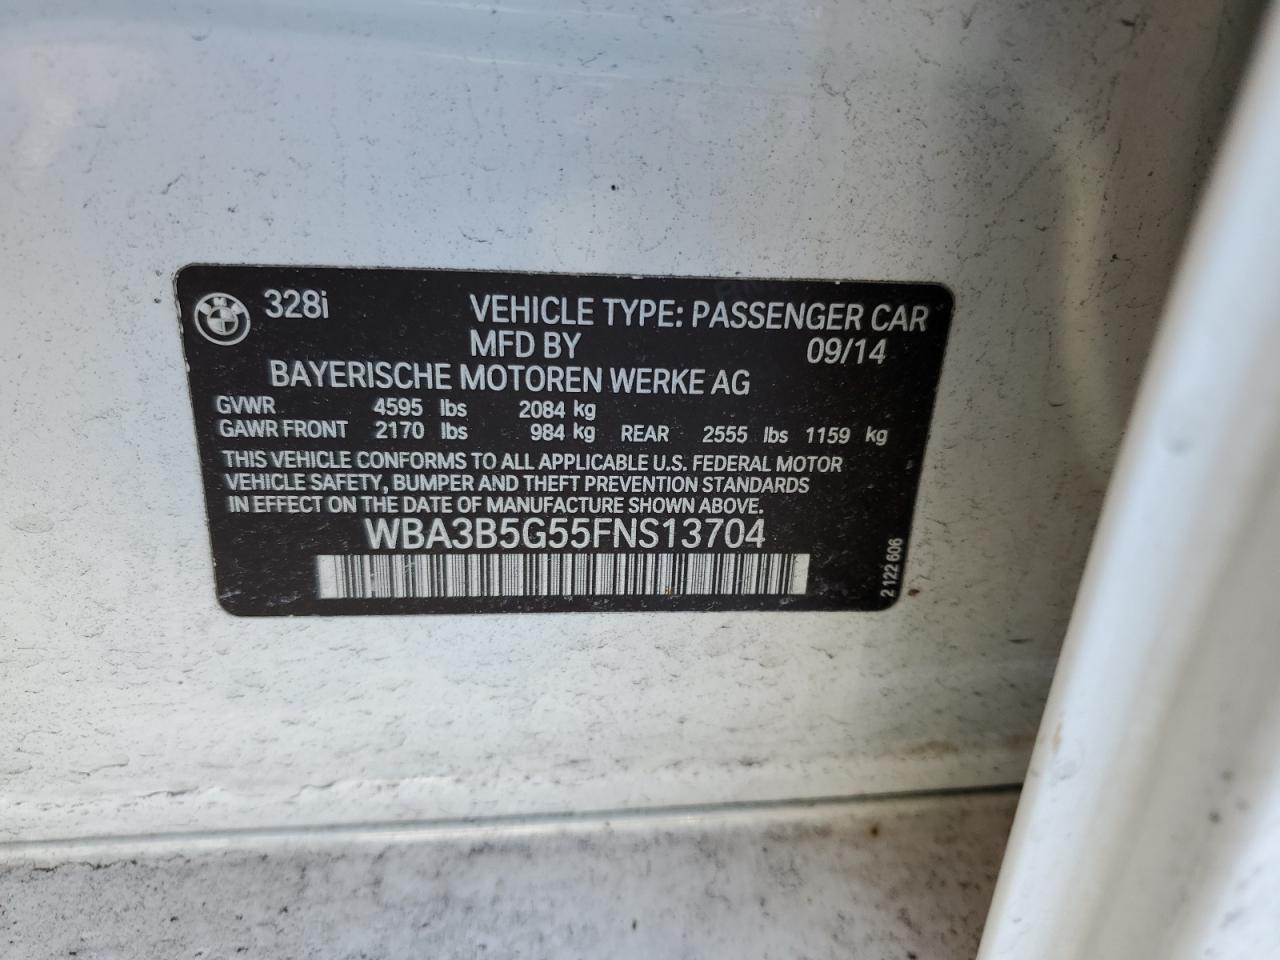 328i VEHICLE TYPE: PASSENGER CAR
MFD BY 09/14
BAYERISCHE MOTOREN WERKE AG
GVWR 4595 lbs 2084 kg
GAWR FRONT 2170 lbs 984 kg REAR 2555 lbs 1159 kg
THIS VEHICLE CONFORMS TO ALL APPLICABLE U.S. FEDERAL MOTOR
VEHICLE SAFETY, BUMPER AND THEFT PREVENTION STANDARDS
IN EFFECT ON THE DATE OF MANUFACTURE SHOWN ABOVE.
WBA3B5G55FNS13704
2 122 606